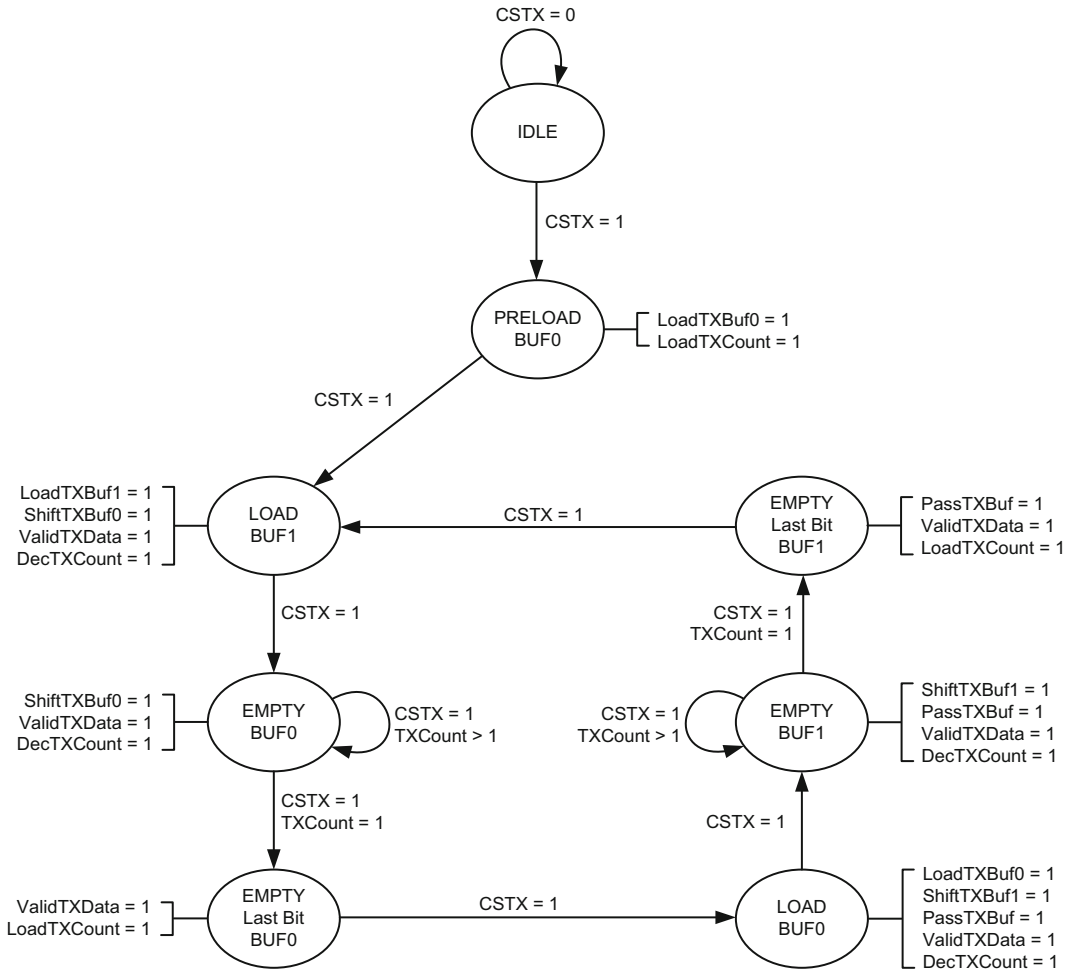 CSTX = 0
IDLE
CSTX = 1
PRELOAD
BUF0
LoadTXBuf0 = 1
LoadTXCount = 1
CSTX = 1
LoadTXBuf1 = 1
ShiftTXBuf0 = 1
ValidTXData = 1
DecTXCount = 1
LOAD
BUF1
CSTX = 1
EMPTY
Last Bit
BUF1
PassTXBuf = 1
ValidTXData = 1
LoadTXCount = 1
CSTX = 1
CSTX = 1
TXCount = 1
ShiftTXBuf0 = 1
ValidTXData = 1
DecTXCount = 1
EMPTY
BUF0
CSTX = 1
TXCount > 1
CSTX = 1
TXCount > 1
EMPTY
BUF1
ShiftTXBuf1 = 1
PassTXBuf = 1
ValidTXData = 1
DecTXCount = 1
CSTX = 1
TXCount = 1
CSTX = 1
ValidTXData = 1
LoadTXCount = 1
EMPTY
Last Bit
BUF0
CSTX = 1
LOAD
BUF0
LoadTXBuf0 = 1
ShiftTXBuf1 = 1
PassTXBuf = 1
ValidTXData = 1
DecTXCount = 1